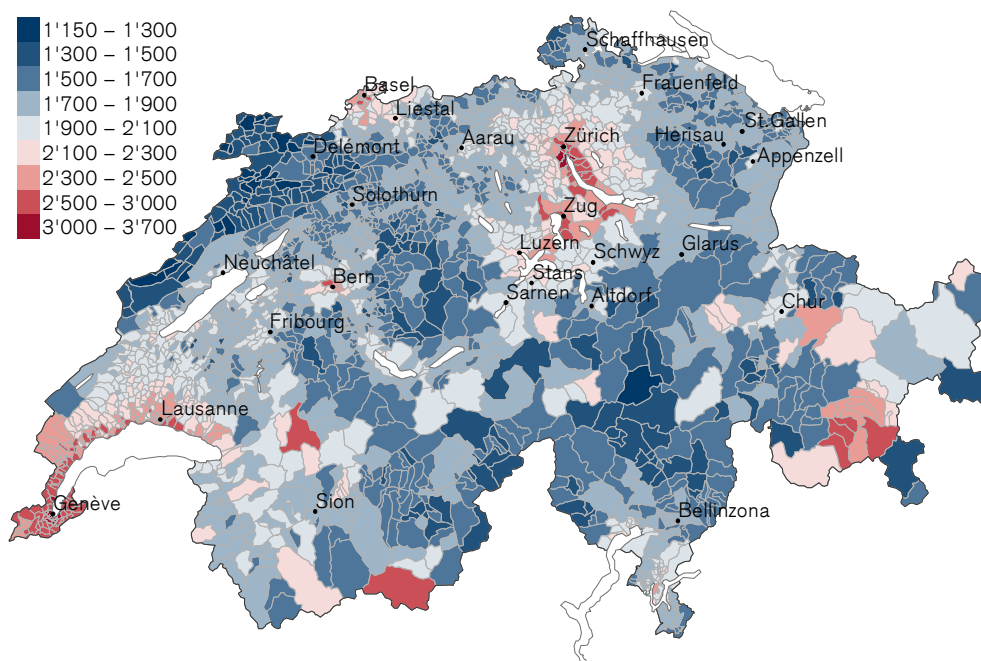 1'150 – 1'300
1'300 – 1'500
1'500 – 1'700
1'700 – 1'900
1'900 – 2'100
2'100 – 2'300
2'300 – 2'500
2'500 – 3'000
3'000 – 3'700
Schaffhausen
Basel
Frauenfeld
Liestal
St.Gallen
Delémont
Aarau
Zürich
Herisau
Appenzell
Solothurn
Zug
Neuchâtel
Bern
Luzern
Schwyz
Glarus
Stans
Sarnen
Altdorf
Chur
Fribourg
Lausanne
Genève
Sion
Bellinzona